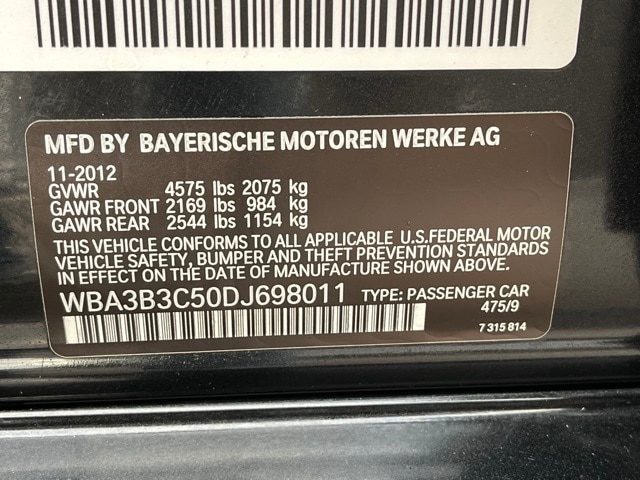 MFD BY BAYERISCHE MOTOREN WERKE AG
11-2012
GVWR 4575 lbs 2075 kg
GAWR FRONT 2169 lbs 984 kg
GAWR REAR 2544 lbs 1154 kg
THIS VEHICLE CONFORMS TO ALL APPLICABLE U.S.FEDERAL MOTOR
VEHICLE SAFETY, BUMPER AND THEFT PREVENTION STANDARDS
IN EFFECT ON THE DATE OF MANUFACTURE SHOWN ABOVE.
WBA3B3C50DJ698011 TYPE: PASSENGER CAR
475/9
7 315 814